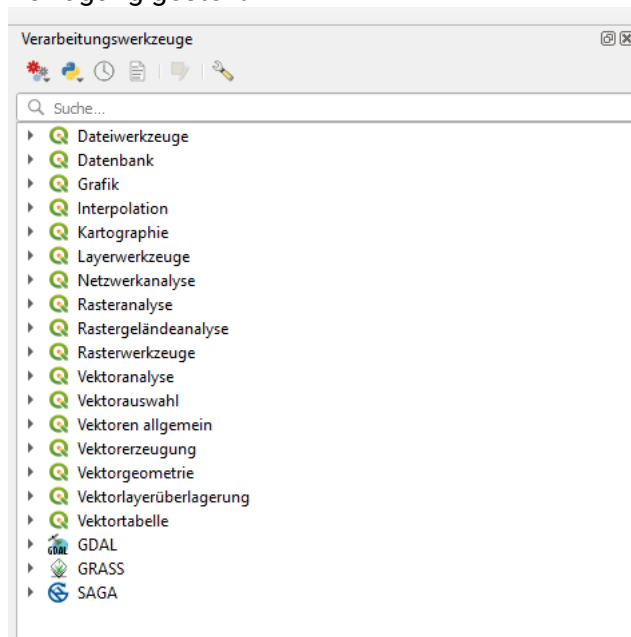 Verarbeitungswerkzeuge
Suche...
Dateiwerkzeuge
Datenbank
Grafik
Interpolation
Kartographie
Layerwerkzeuge
Netzwerkanalyse
Rasteranalyse
Rastergeländeanalyse
Rasterwerkzeuge
Vektoranalyse
Vektorauswahl
Vektoren allgemein
Vektorerzeugung
Vektorgeometrie
Vektorlayerüberlagerung
Vektortabelle
GDAL GDAL
GRASS
SAGA